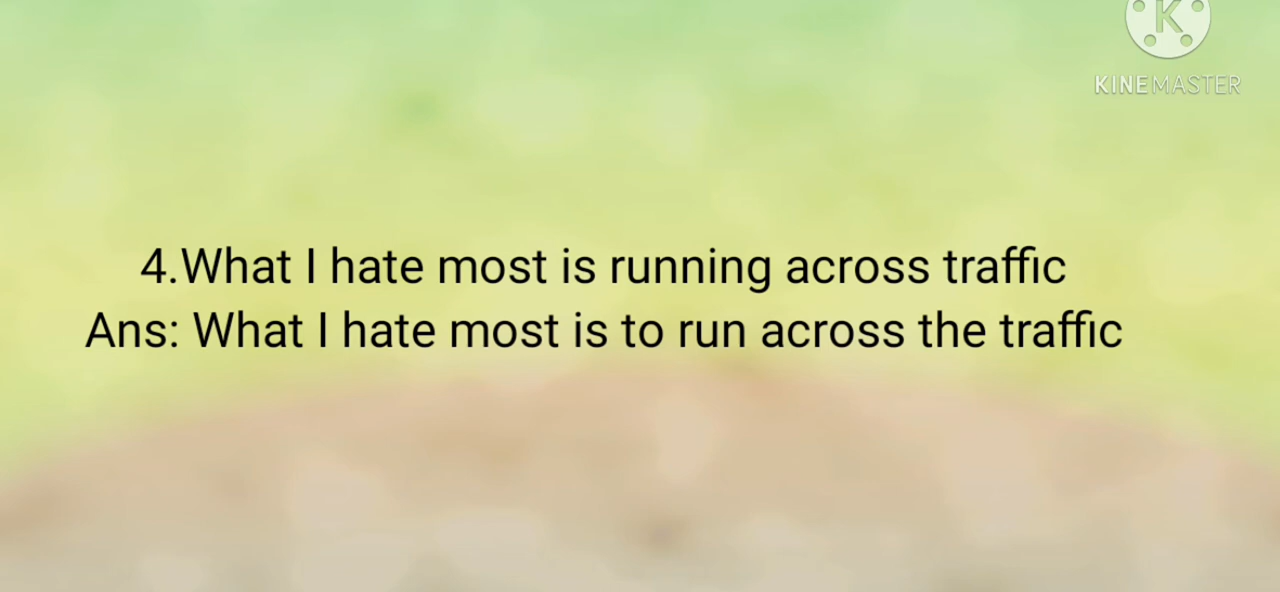 KINEMASTER
4.What I hate most is running across traffic
Ans: What I hate most is to run across the traffic